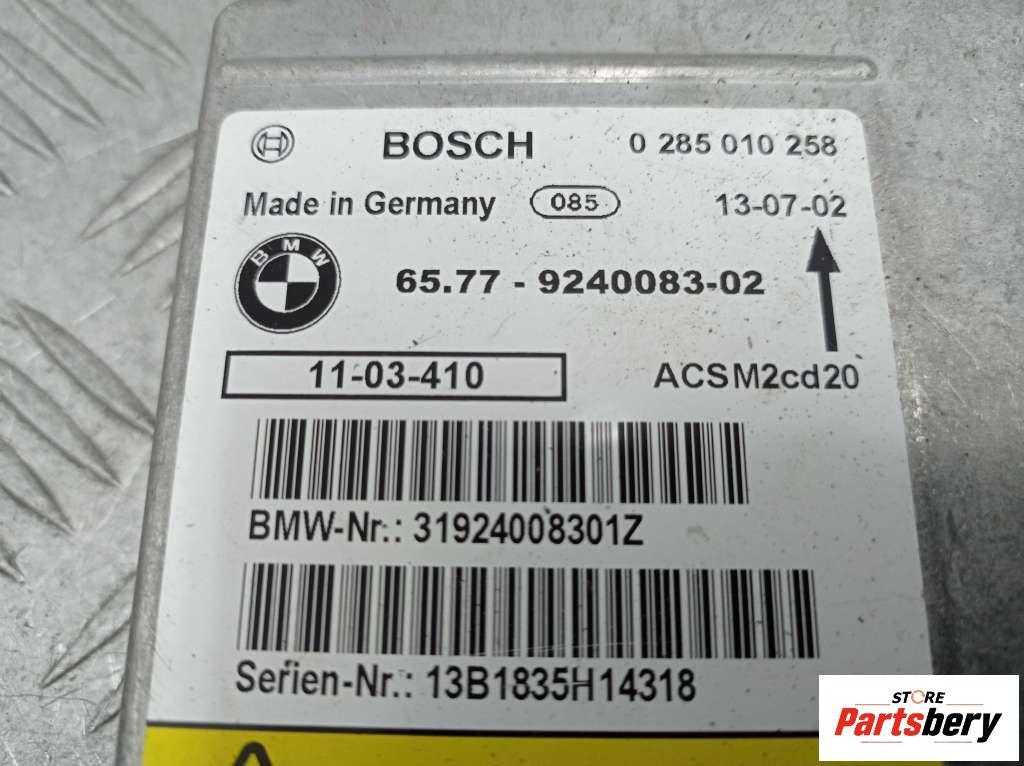 BOSCH 0 285 010 258
Made in Germany 085 13-07-02
BMW
65.77 - 9240083-02
11-03-410 ACSM2cd20
BMW-Nr.: 31924008301Z
Serien-Nr.: 13B1835H14318
STORE
Partsbery